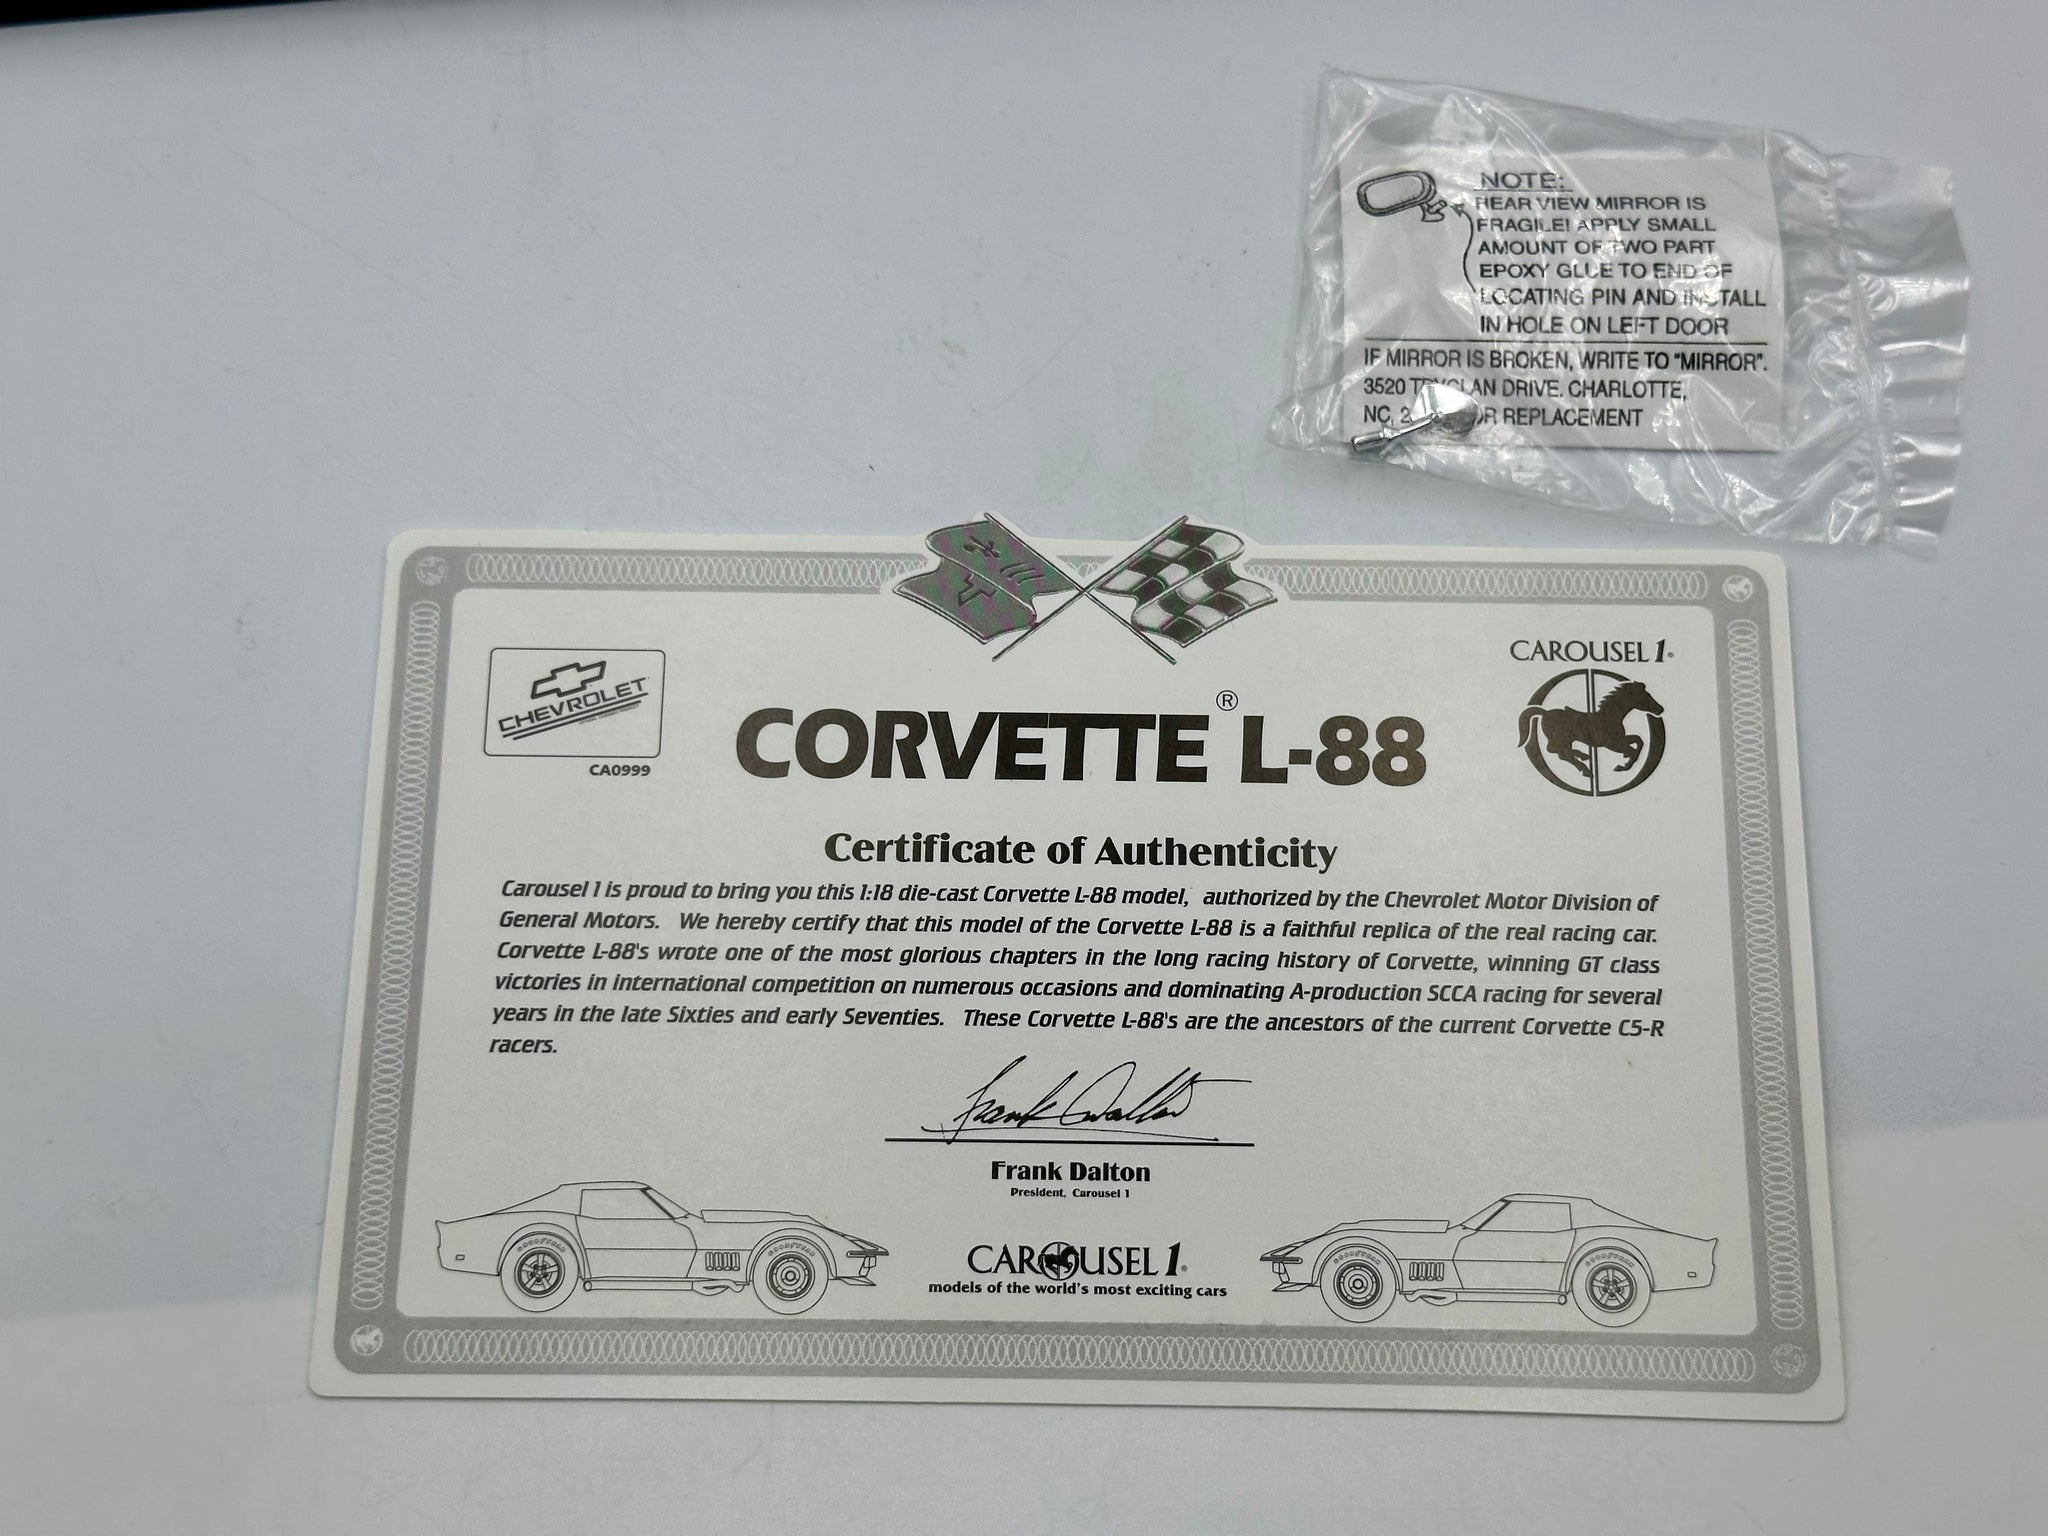 NOTE:
REAR VIEW MIRROR IS
FRAGILE! APPLY SMALL
AMOUNT OF TWO PART
EPOXY GLUE TO END OF
LOCATING PIN AND INSTALL
IN HOLE ON LEFT DOOR
IF MIRROR IS BROKEN, WRITE TO "MIRROR".
3520 DRIVE. CHARLOTTE,
NC, REPLACEMENT
CHEVROLET
CA0999
CORVETTE® L-88
CAROUSEL 1®
Certificate of Authenticity
Carousel 1 is proud to bring you this 1:18 die-cast Corvette L-88 model, authorized by the Chevrolet Motor Division of
General Motors. We hereby certify that this model of the Corvette L-88 is a faithful replica of the real racing car.
Corvette L-88's wrote one of the most glorious chapters in the long racing history of Corvette, winning GT class
victories in international competition on numerous occasions and dominating A-production SCCA racing for several
years in the late Sixties and early Seventies. These Corvette L-88's are the ancestors of the current Corvette C5-R
racers.
Frank Dalton
Frank Dalton
President, Carousel 1
CAROUSEL 1®
models of the world's most exciting cars
GOODYEAR
GOODYEAR
GOODYEAR
GOODYEAR